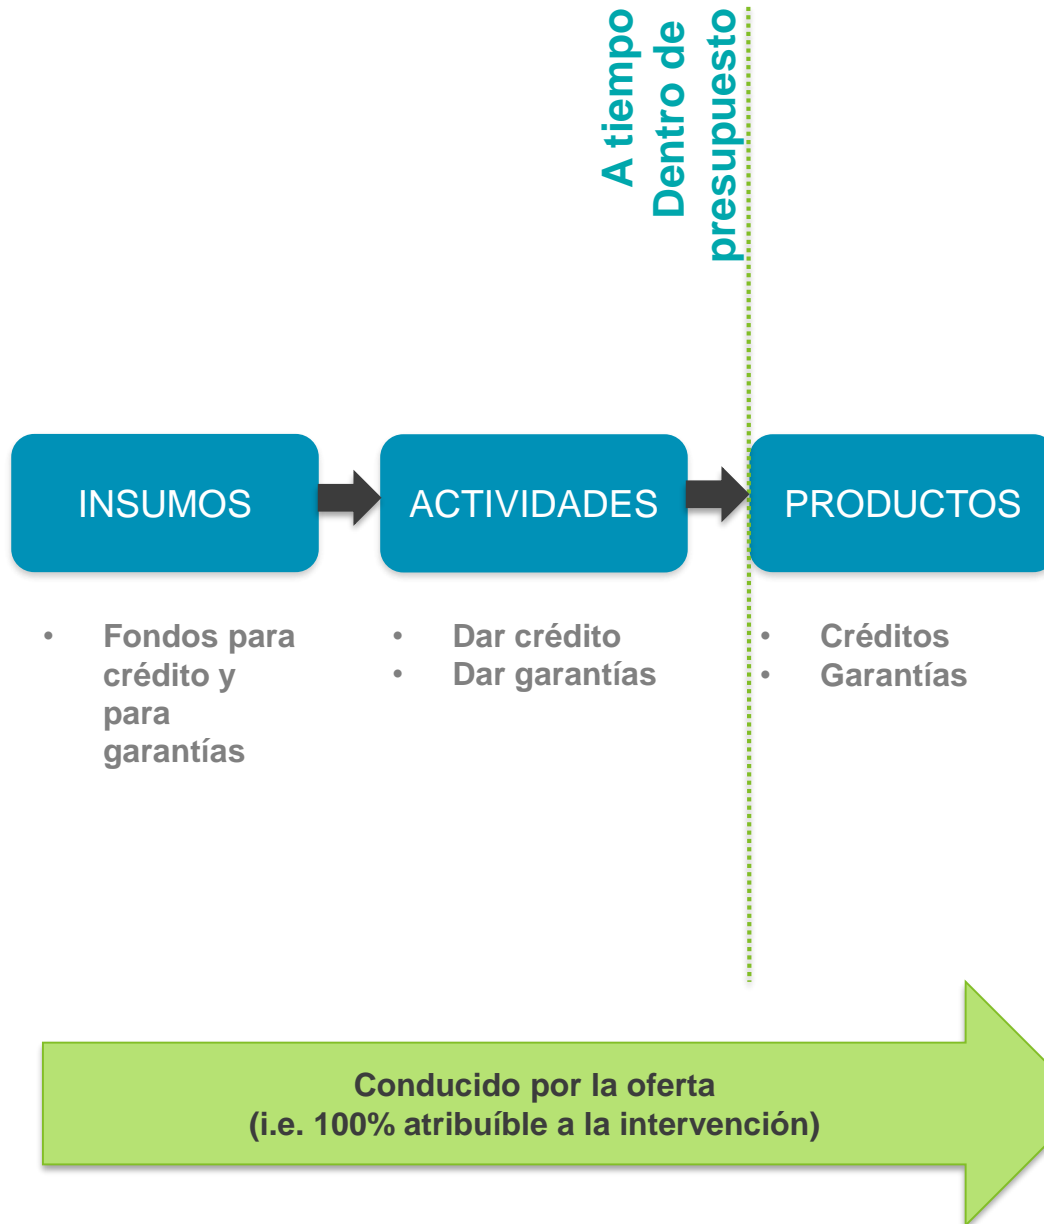 A tiempo
Dentro de
presupuesto
INSUMOS
ACTIVIDADES
PRODUCTOS
• Fondos para
crédito y
para
garantías
• Dar crédito
• Dar garantías
• Créditos
• Garantías
Conducido por la oferta
(i.e. 100% atribuíble a la intervención)